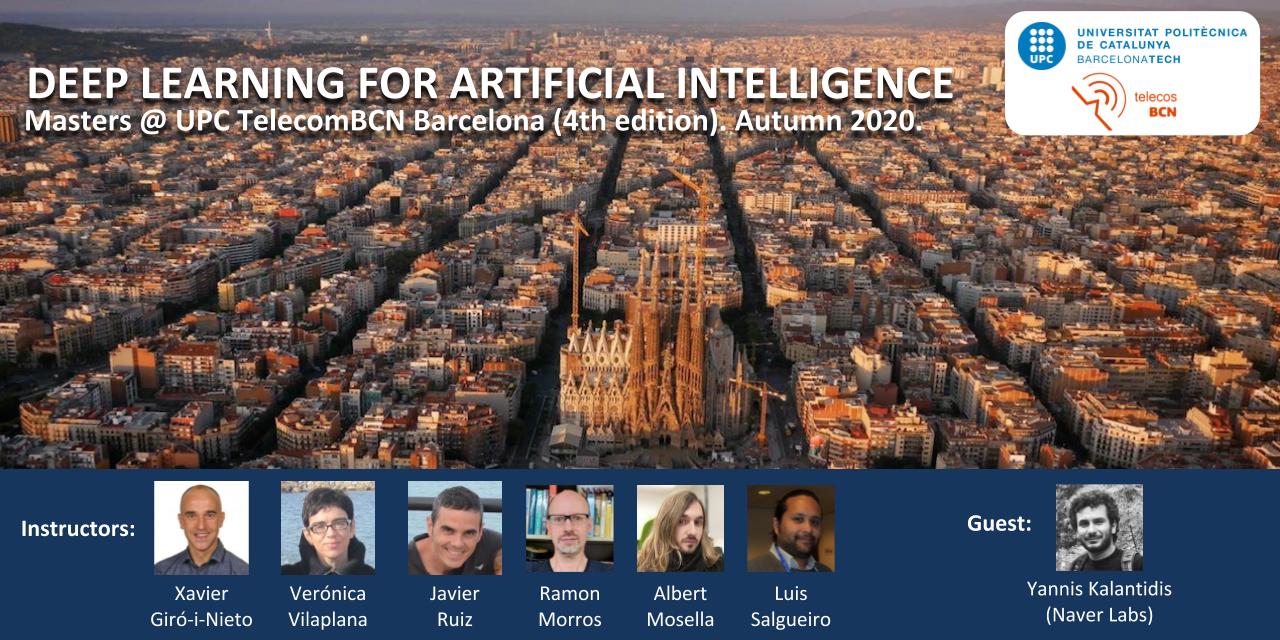 DEEP LEARNING FOR ARTIFICIAL INTELLIGENCE
Masters @ UPC TelecomBCN Barcelona (4th edition). Autumn 2020.
UPC
UNIVERSITAT POLITÈCNICA
DE CATALUNYA
BARCELONATECH
telecos
BCN
Instructors:
Xavier
Giró-i-Nieto
Verónica
Vilaplana
Javier
Ruiz
Ramon
Morros
Albert
Mosella
Luis
Salgueiro
Guest:
Yannis Kalantidis
(Naver Labs)